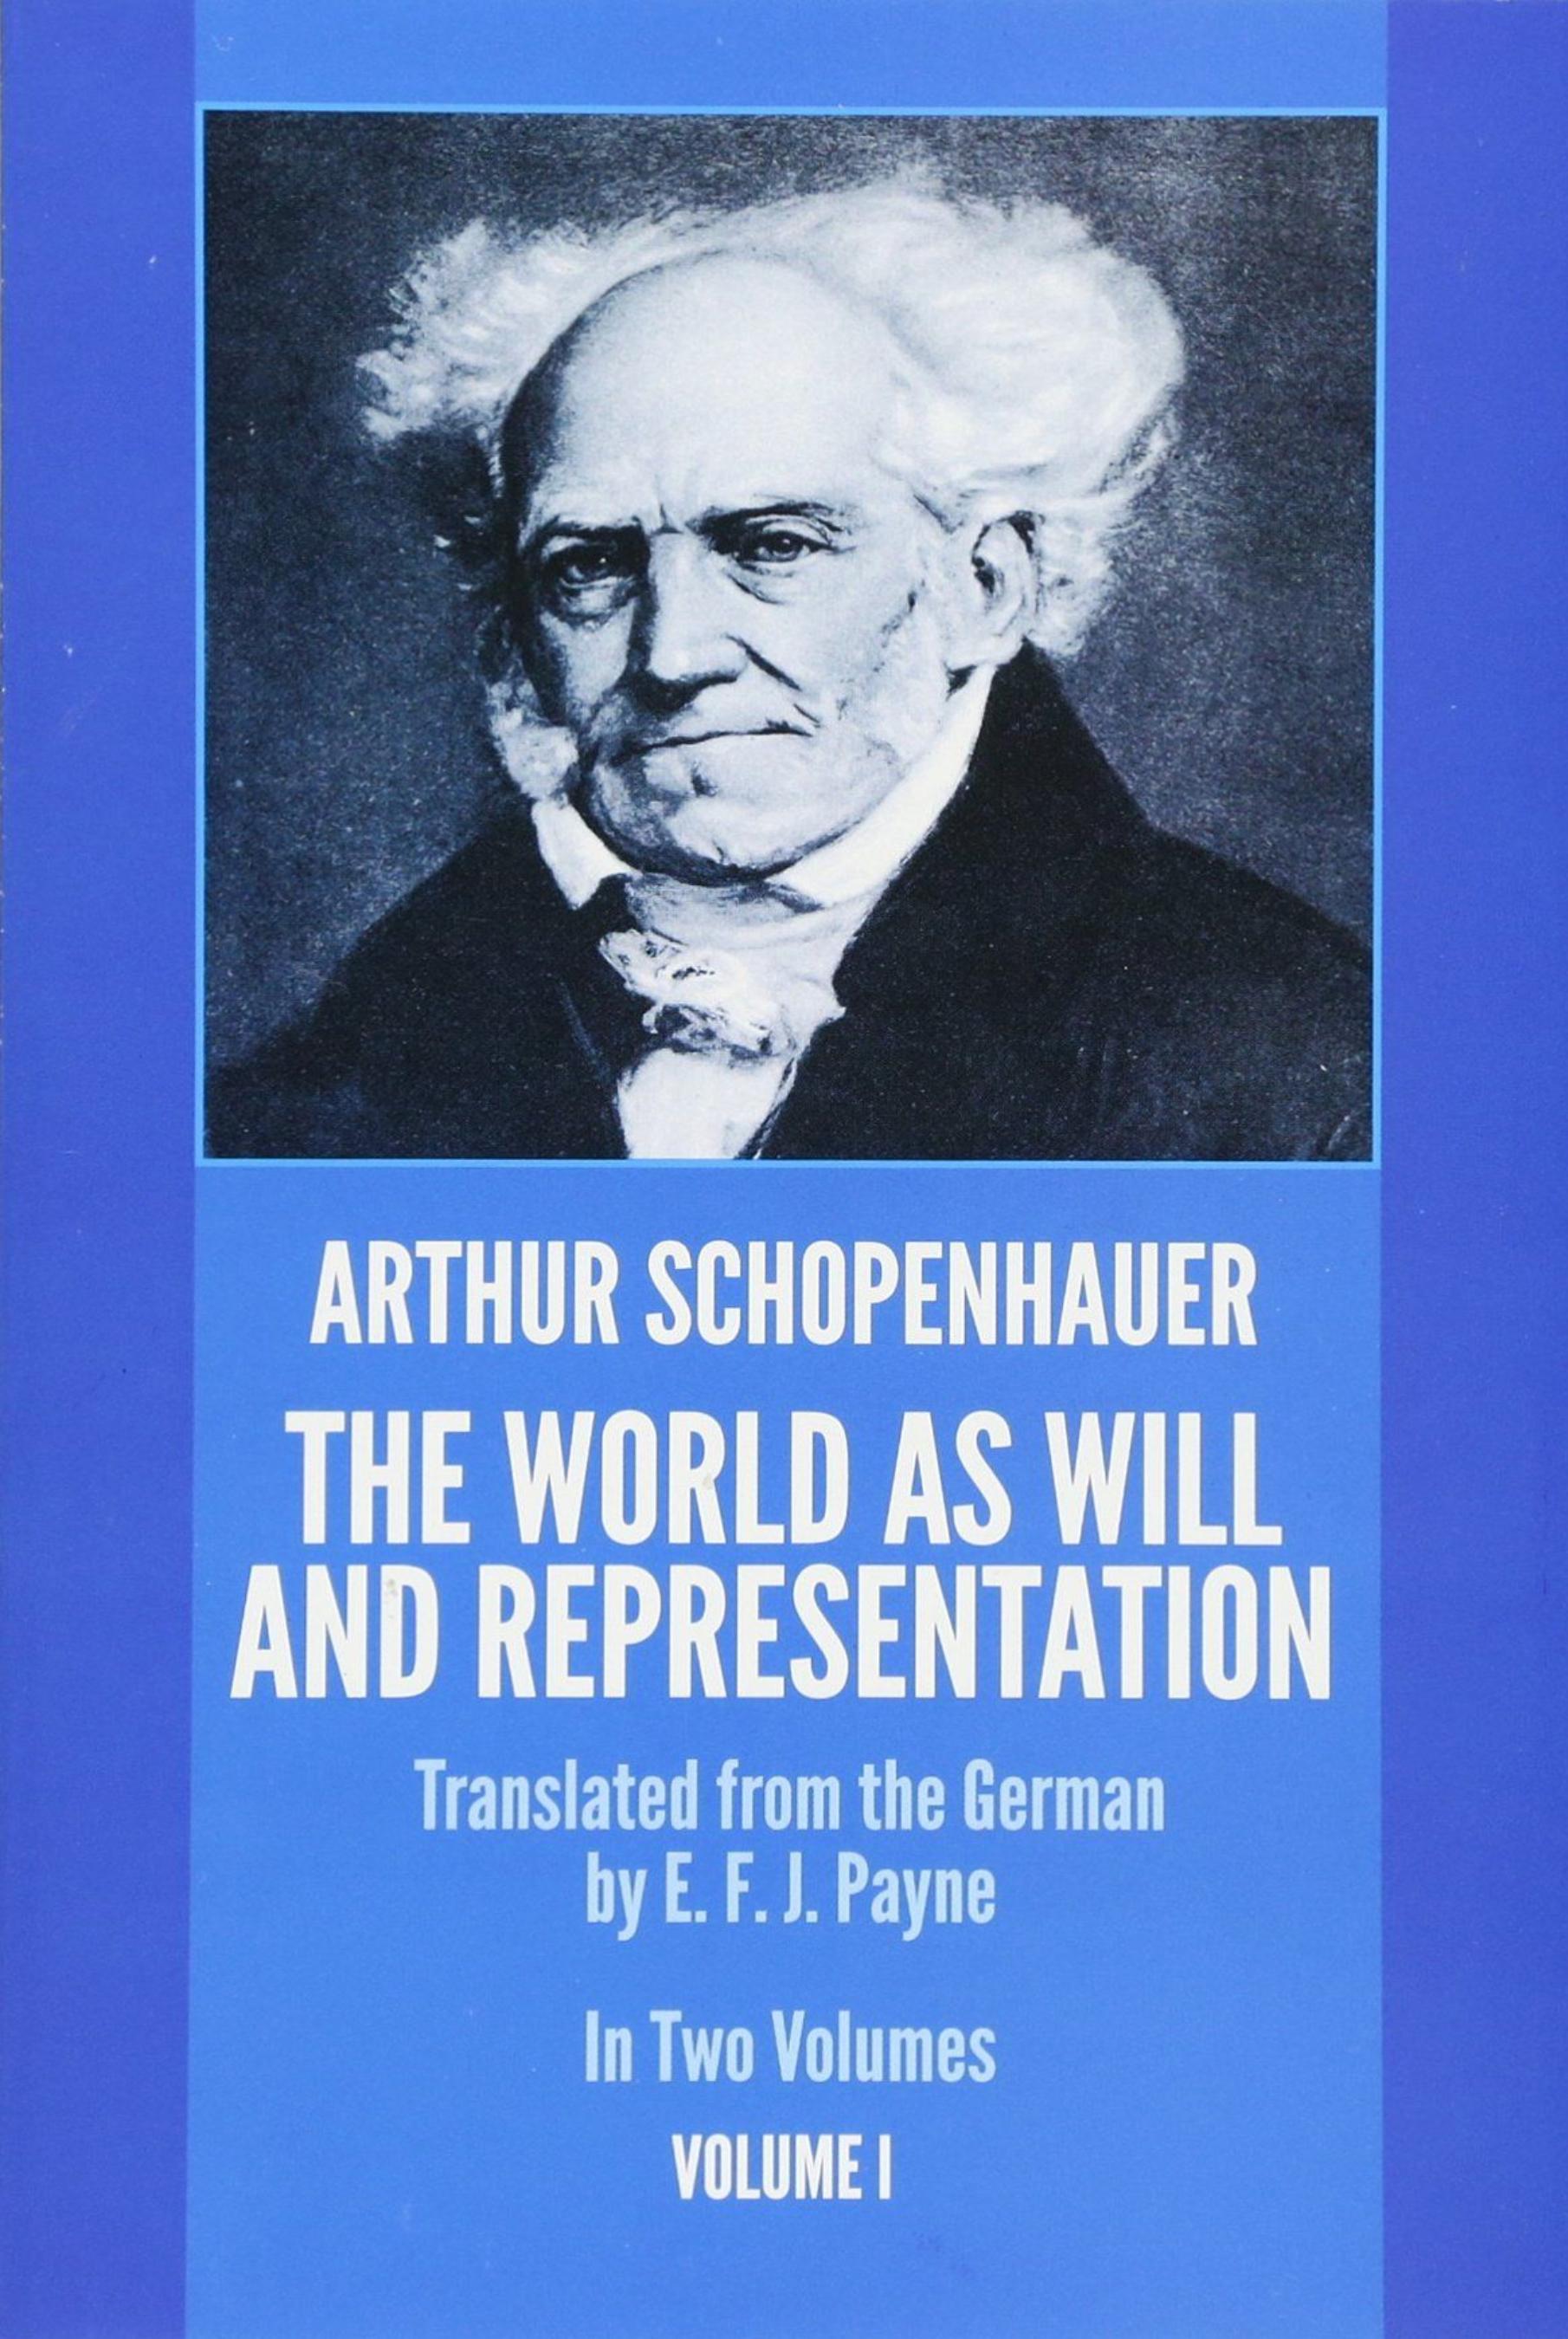 ARTHUR SCHOPENHAUER
THE WORLD AS WILL
AND REPRESENTATION
Translated from the German
by E. F. J. Payne
In Two Volumes
VOLUME I